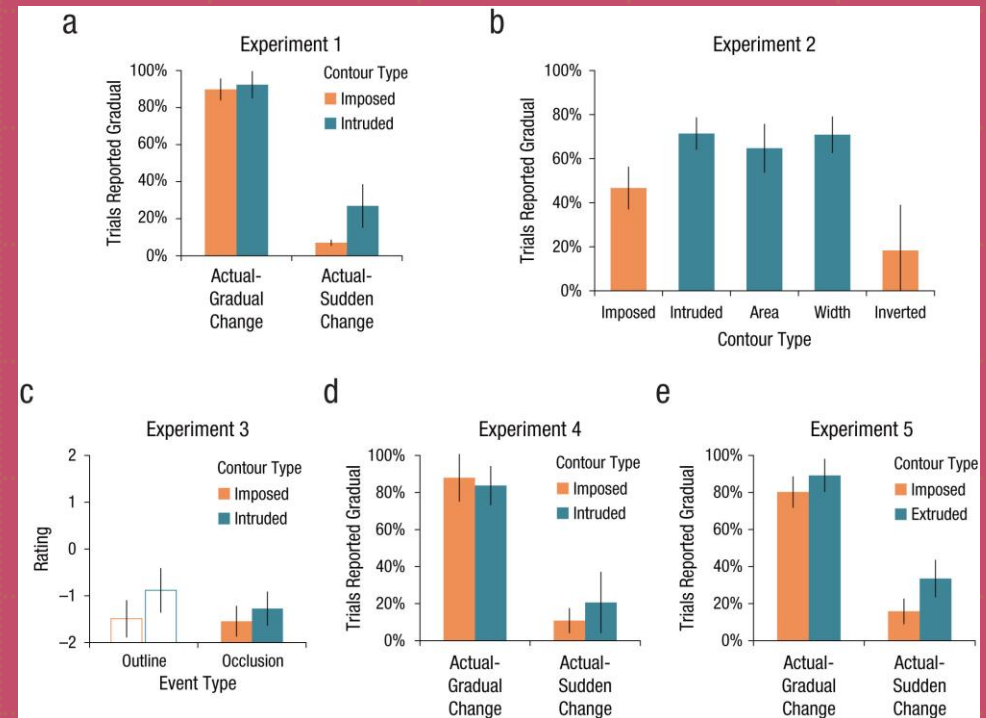 a
Experiment 1
Trials Reported Gradual
100%
80%
60%
40%
20%
0%
Contour Type
Imposed
Intruded
Actual-
Gradual
Change
Actual-
Sudden
Change
b
Experiment 2
Trials Reported Gradual
100%
80%
60%
40%
20%
0%
Imposed Intruded Area Width Inverted
Contour Type
c
Experiment 3
Rating
2
1
0
–1
–2
Contour Type
Imposed
Intruded
Outline Occlusion
Event Type
d
Experiment 4
Trials Reported Gradual
100%
80%
60%
40%
20%
0%
Contour Type
Imposed
Intruded
Actual-
Gradual
Change
Actual-
Sudden
Change
e
Experiment 5
Trials Reported Gradual
100%
80%
60%
40%
20%
0%
Contour Type
Imposed
Extruded
Actual-
Gradual
Change
Actual-
Sudden
Change